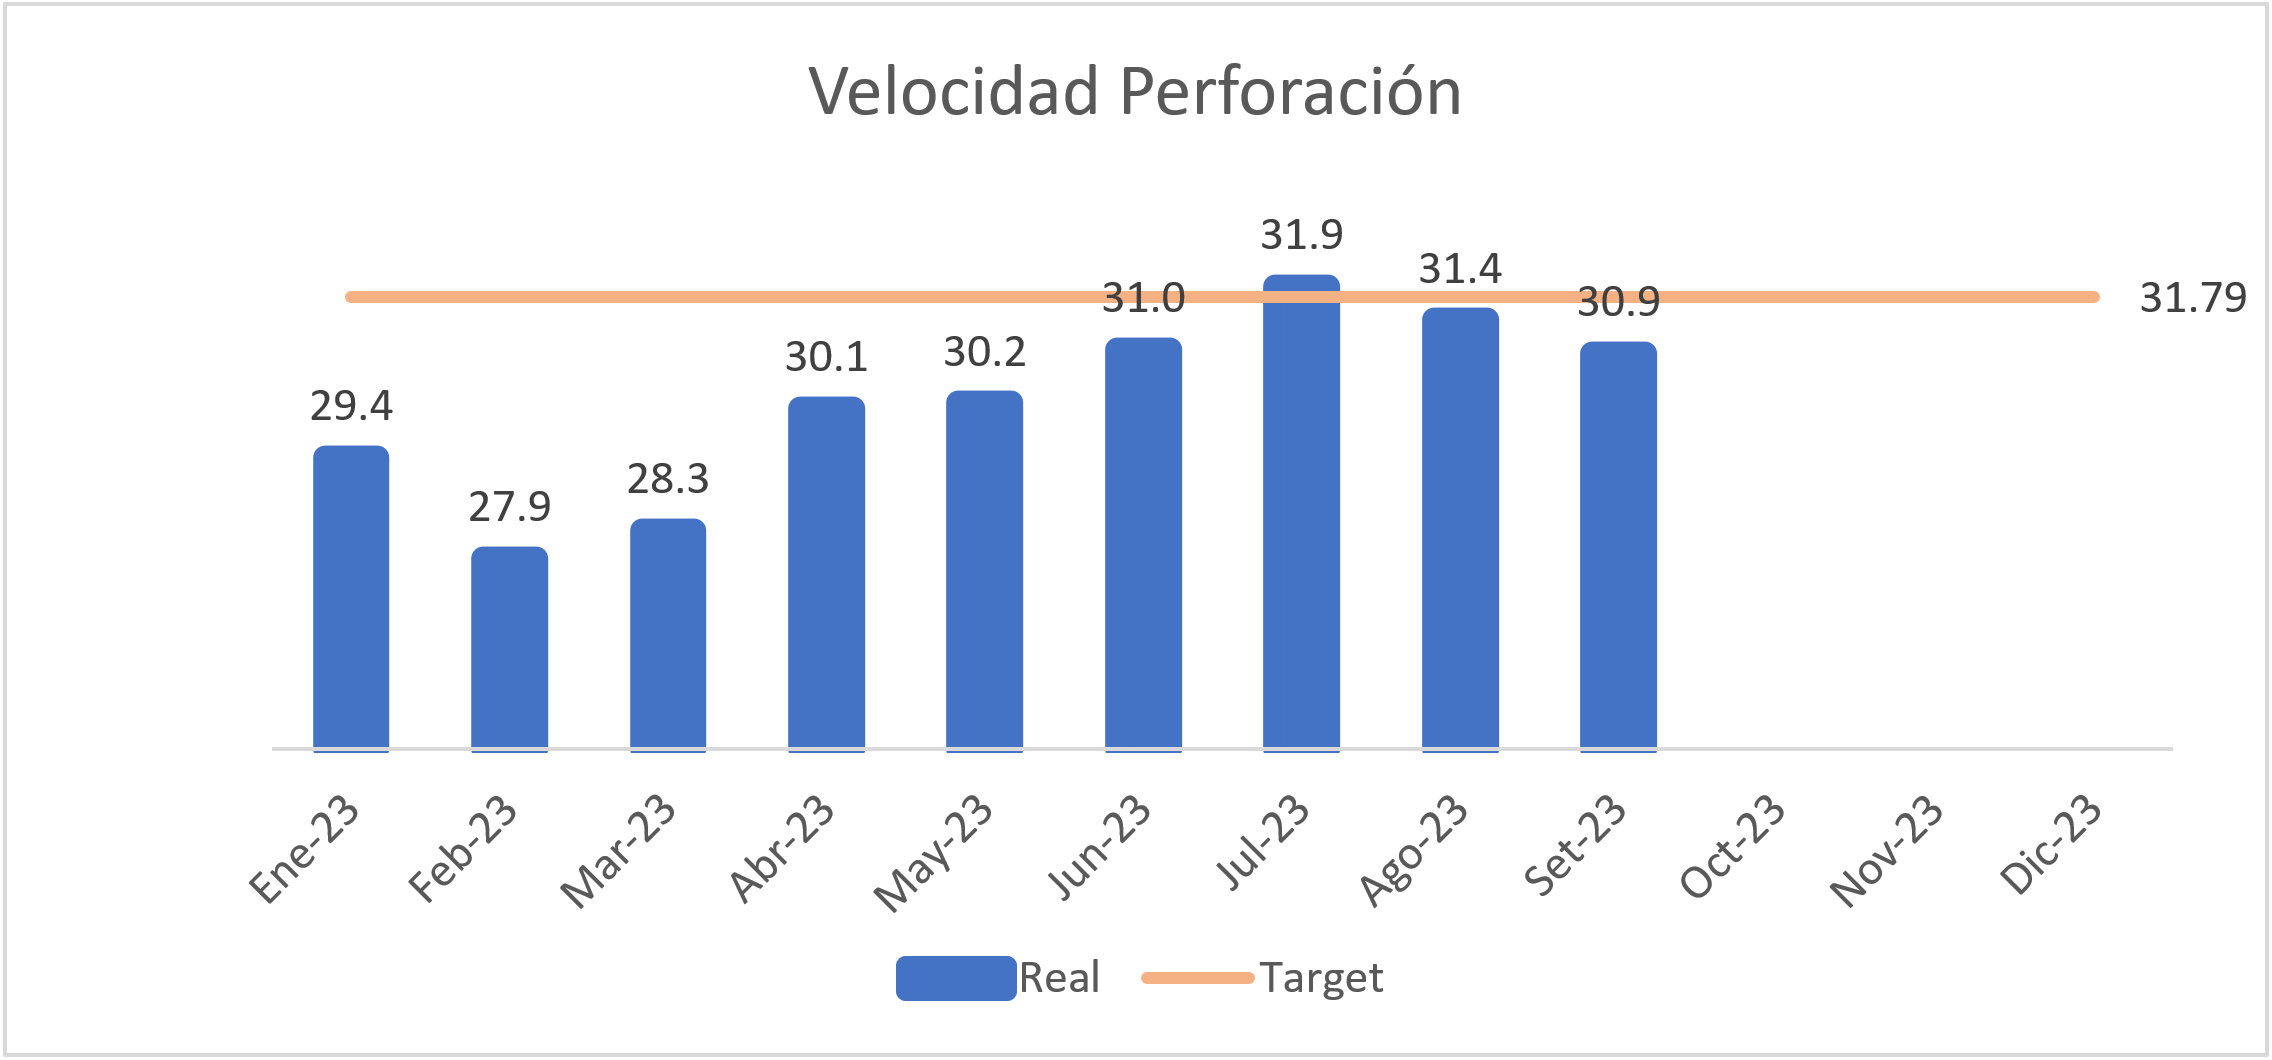 Velocidad Perforación
29.4
27.9
28.3
30.1
30.2
31.0
31.9
31.4
30.9
31.79
Ene-23
Feb-23
Mar-23
Abr-23
May-23
Jun-23
Jul-23
Ago-23
Set-23
Oct-23
Nov-23
Dic-23
Real
Target